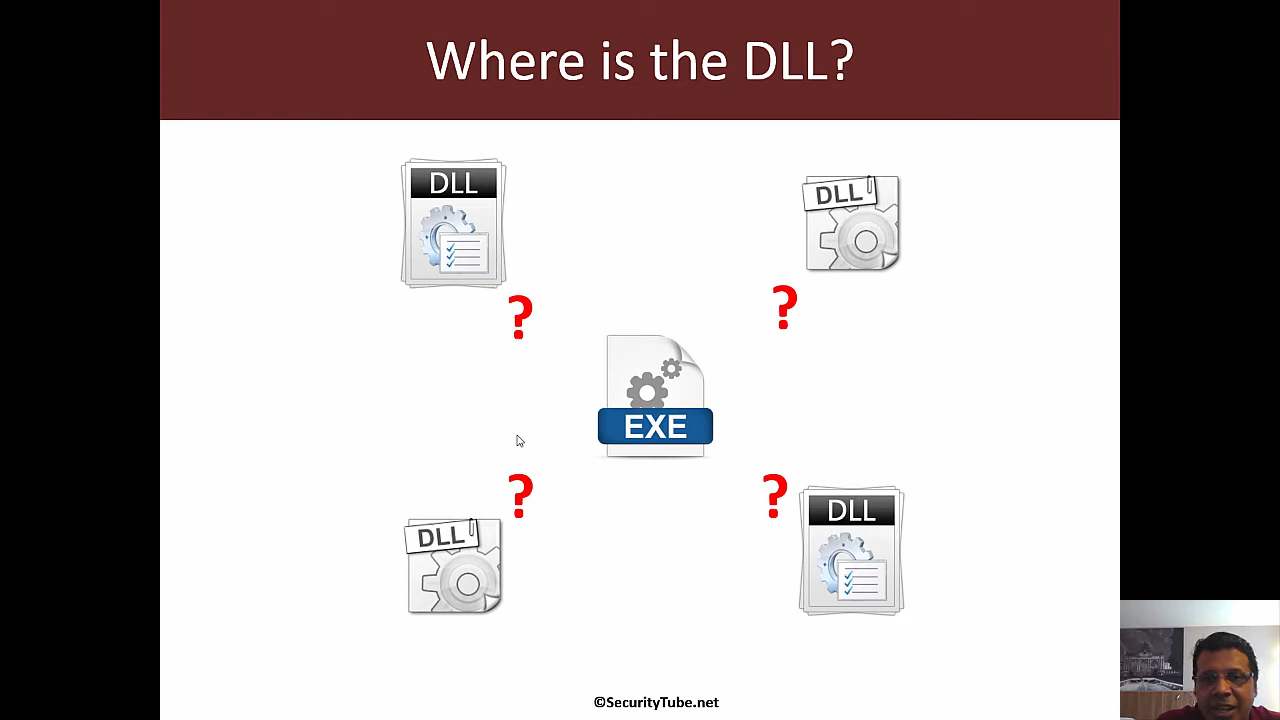 Where is the DLL?
DLL
DLL
?
?
EXE
?
?
DLL
DLL
©SecurityTube.net